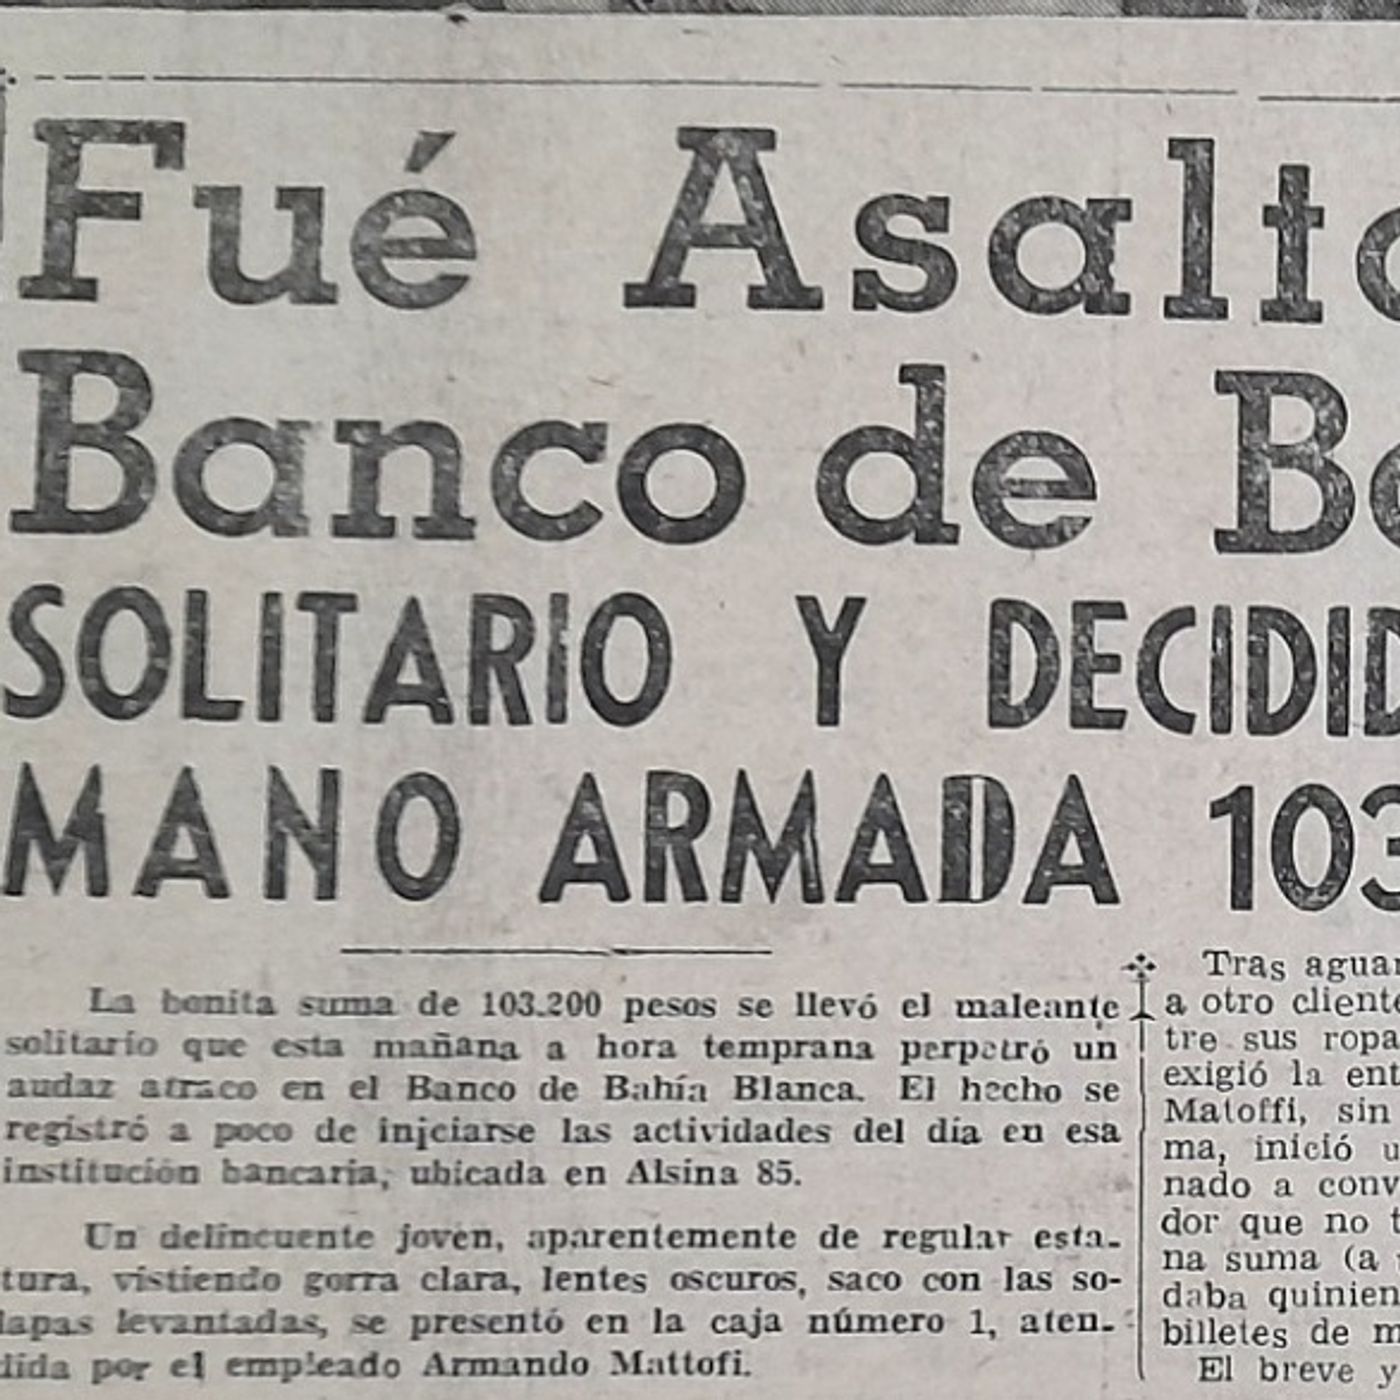 Fué Asalta
Banco de Ba
SOLITARIO Y DECIDID
MANO ARMADA 103
La bonita suma de 103.200 pesos se llevó el maleante
solitario que esta mañana a hora temprana perpetró un
audaz atraco en el Banco de Bahía Blanca. El hecho se
registró a poco de injciarse las actividades del día en esa
institución bancaria, ubicada en Alsina 85.
Un delincuente joven, aparentemente de regular esta-
tura, vistiendo gorra clara, lentes oscuros, saco con las so-
lapas levantadas, se presentó en la caja número 1, aten-
dida por el empleado Armando Mattofi.
Tras aguar
a otro cliente
tre sus ropa
exigió la ent
Matoffi, sin
ma, inició u
nado a conv
dor que no t
na suma (a
daba quinien
billetes de m
El breve y